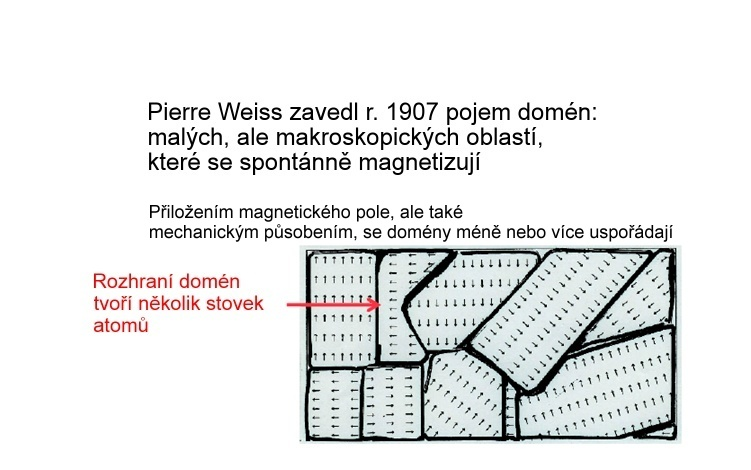 Pierre Weiss zavedl r. 1907 pojem domén:
malých, ale makroskopických oblastí,
které se spontánně magnetizují
Přiložením magnetického pole, ale také
mechanickým působením, se domény méně nebo více uspořádají
Rozhraní domén
tvoří několik stovek
atomů